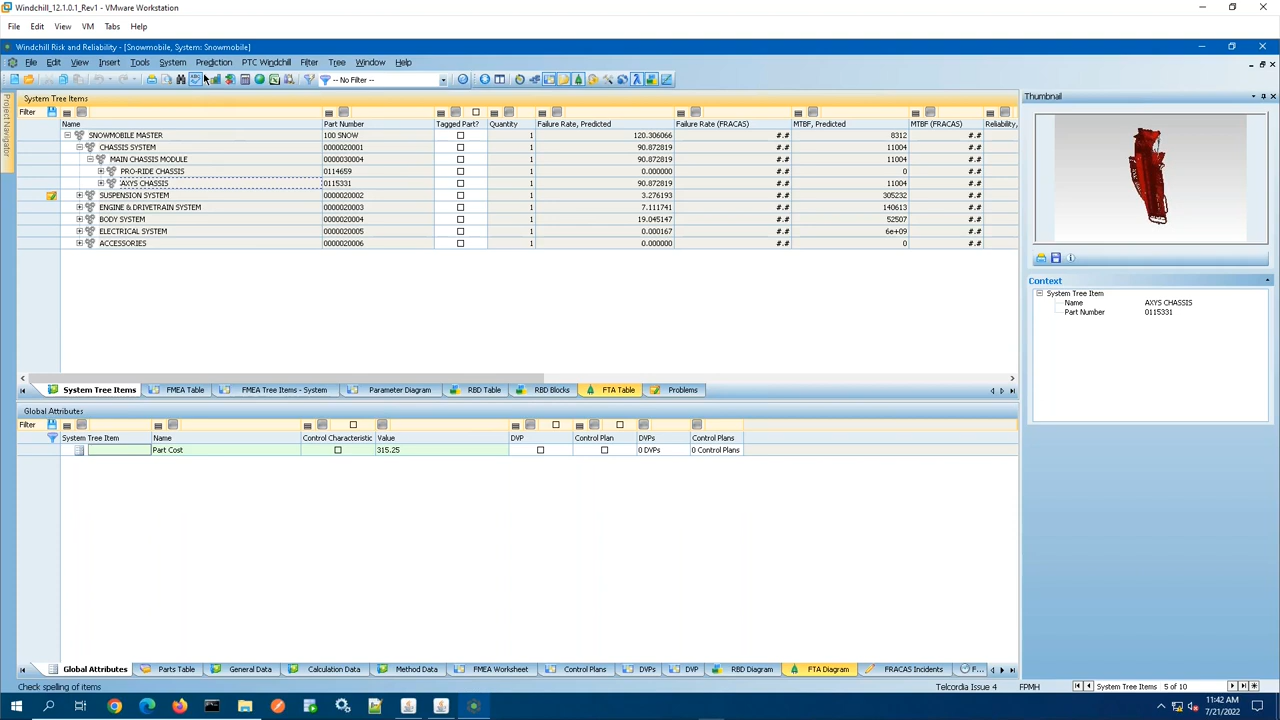 Windchill_12.1.0.1_Rev1 - VMware Workstation
File Edit View VM Tabs Help
Windchill Risk and Reliability - [Snowmobile, System: Snowmobile]
File Edit View Insert Tools System Prediction PTC Windchill Filter Tree Window Help
-- No Filter --
Project Navigator
System Tree Items
Filter
Name Part Number Tagged Part? Quantity Failure Rate, Predicted Failure Rate (FRACAS) MTBF, Predicted MTBF (FRACAS) Reliability,
SNOWMOBILE MASTER 100 SNOW 1 120.306066 #.# 8312 #.#
CHASSIS SYSTEM 0000020001 1 90.872819 #.# 11004 #.#
MAIN CHASSIS MODULE 0000030004 1 90.872819 #.# 11004 #.#
PRO-RIDE CHASSIS 0114659 1 0.000000 #.# 0 #.#
AXYS CHASSIS 0115331 1 90.872819 #.# 11004 #.#
SUSPENSION SYSTEM 0000020002 1 3.276193 #.# 305232 #.#
ENGINE & DRIVETRAIN SYSTEM 0000020003 1 7.111741 #.# 140613 #.#
BODY SYSTEM 0000020004 1 19.045147 #.# 52507 #.#
ELECTRICAL SYSTEM 0000020005 1 0.000167 #.# 6e+09 #.#
ACCESSORIES 0000020006 1 0.000000 #.# 0 #.#
System Tree Items FMEA Table FMEA Tree Items - System Parameter Diagram RBD Table RBD Blocks FTA Table Problems
Global Attributes
Filter
System Tree Item Name Control Characteristic Value DVP Control Plan DVPs Control Plans
Part Cost 315.25 0 DVPs 0 Control Plans
Global Attributes Parts Table General Data Calculation Data Method Data FMEA Worksheet Control Plans DVPs DVP RBD Diagram FTA Diagram FRACAS Incidents F...
Thumbnail
Context
System Tree Item
Name AXYS CHASSIS
Part Number 0115331
Check spelling of items Telcordia Issue 4 FPMH System Tree Items 5 of 10
11:42 AM
7/21/2022